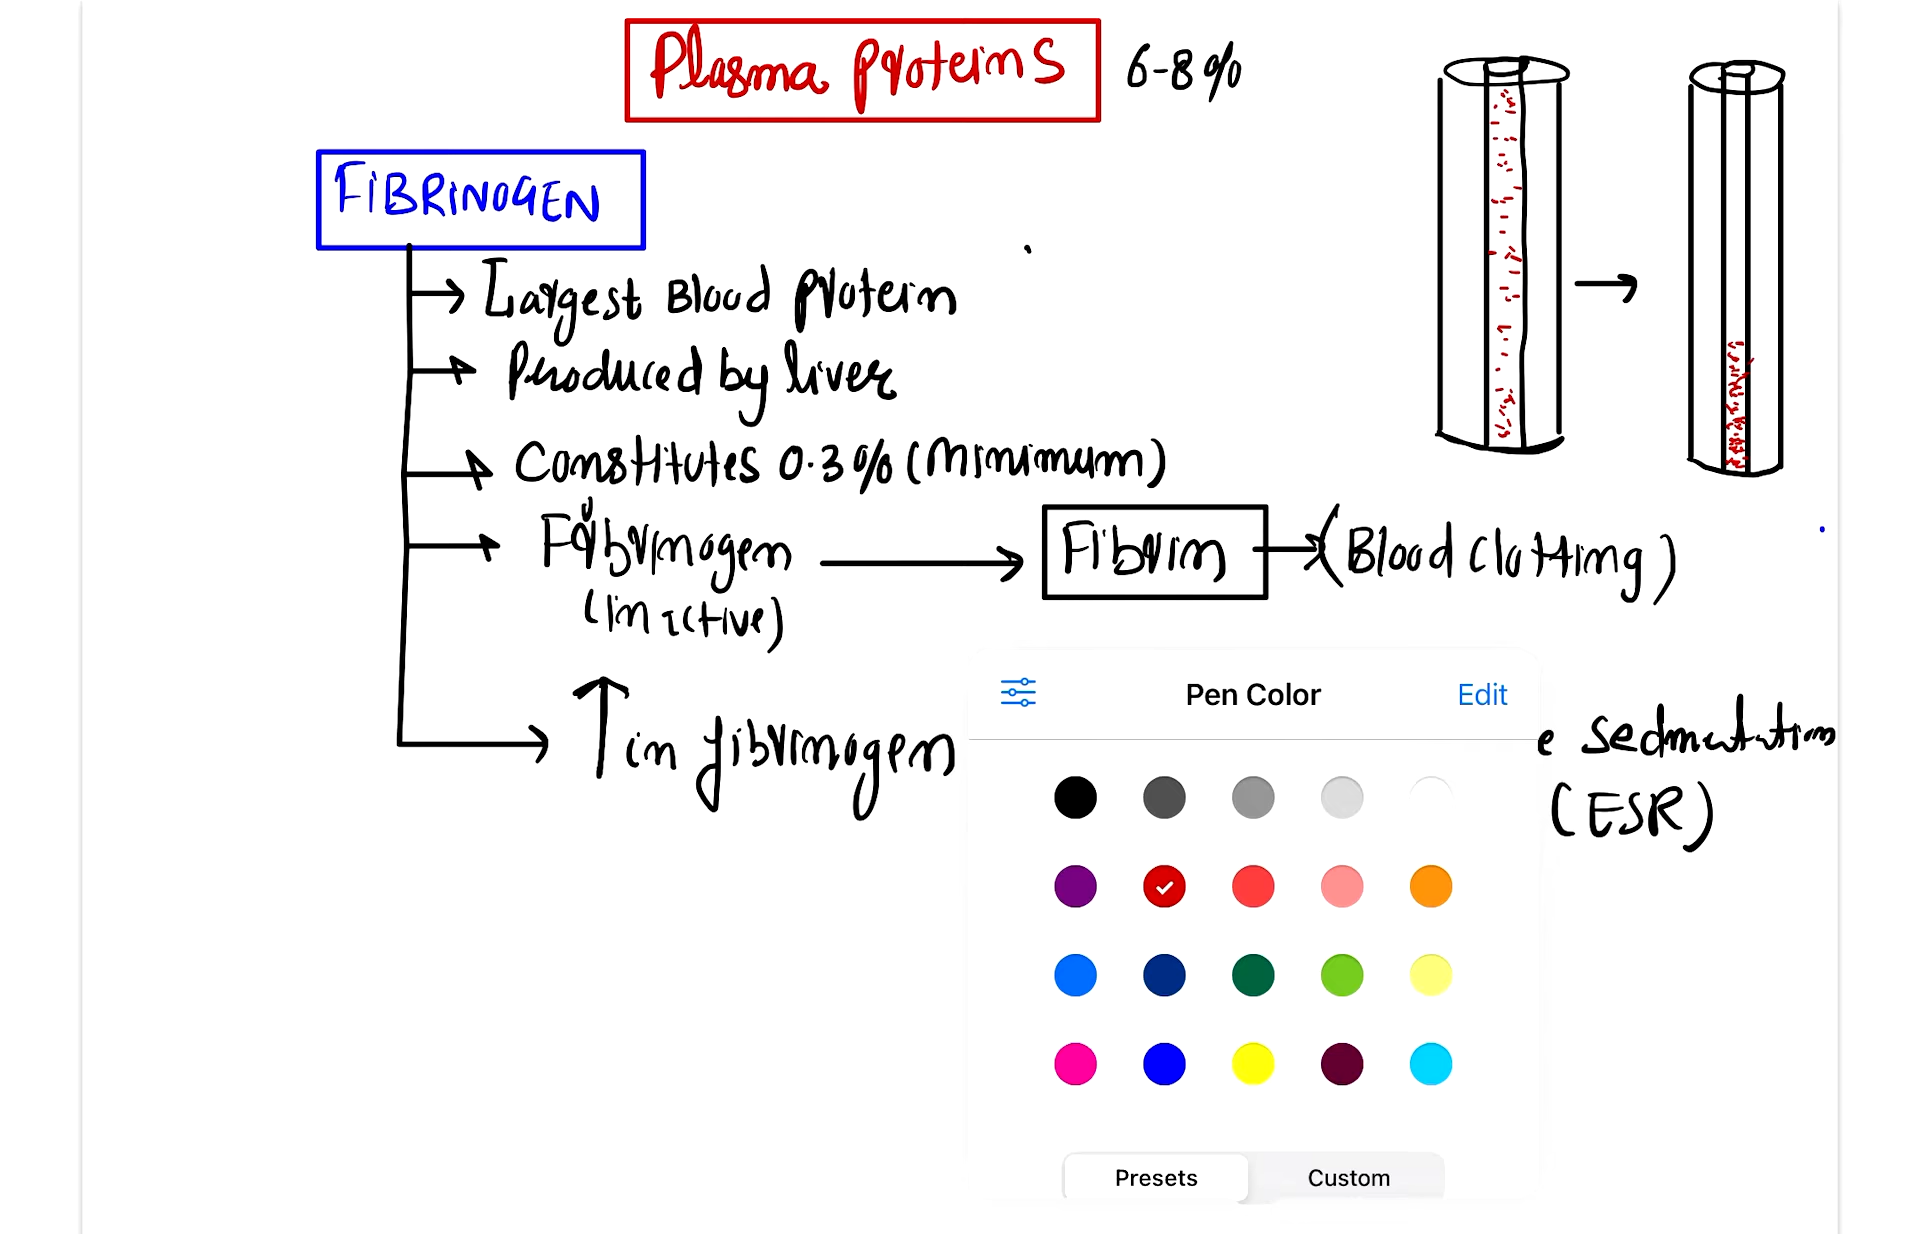 Plasma Proteins 6-8%
FIBRINOGEN
Largest Blood protein
Produced by liver
Constitutes 0.3% (Minimum)
Fibrinogen Fibrin (Blood Clotting)
(Inactive)
↑ in fibrinogen e sedmentation
(ESR)
Pen Color Edit
Presets Custom